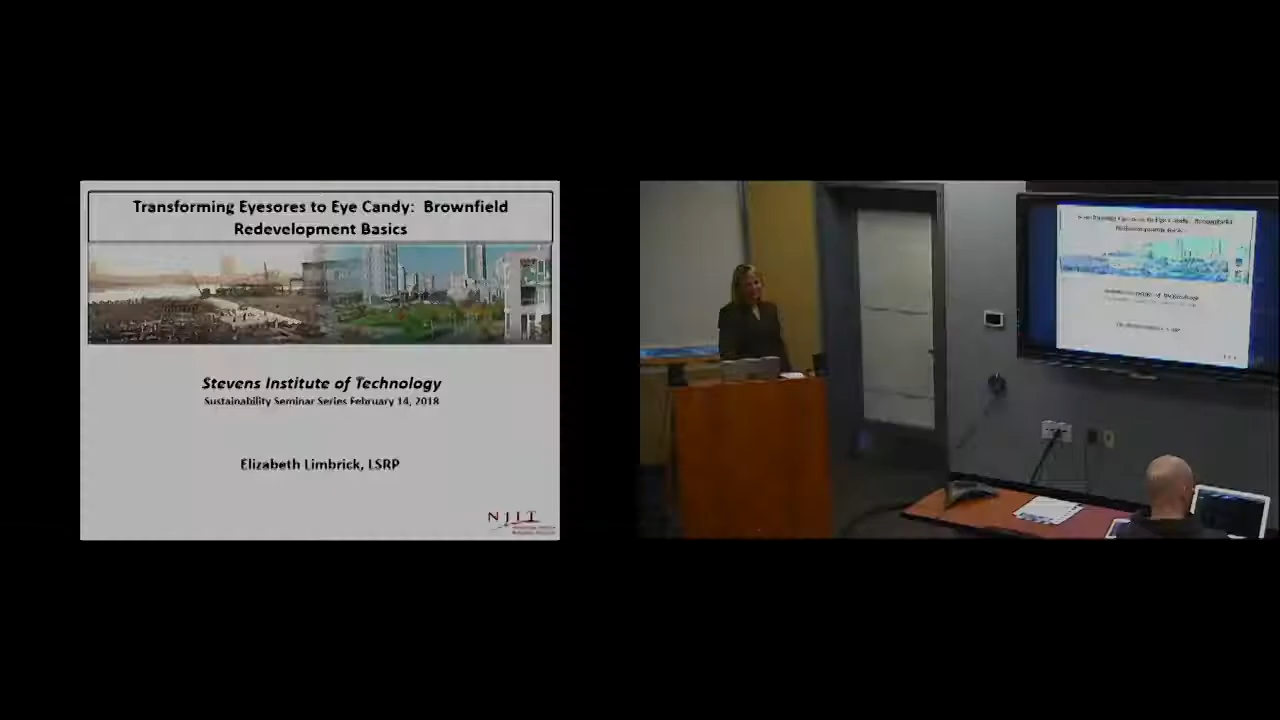 Transforming Eyesores to Eye Candy: Brownfield
Redevelopment Basics
Stevens Institute of Technology
Sustainability Seminar Series February 14, 2018
Elizabeth Limbrick, LSRP
NJIT